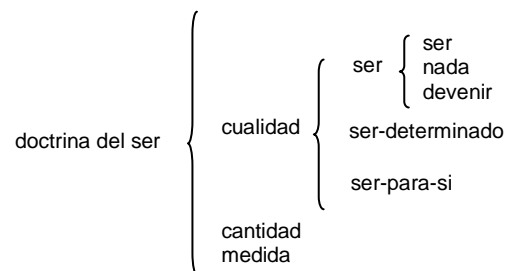 ser
ser
nada
devenir
doctrina del ser
cualidad
ser-determinado
ser-para-si
cantidad
medida